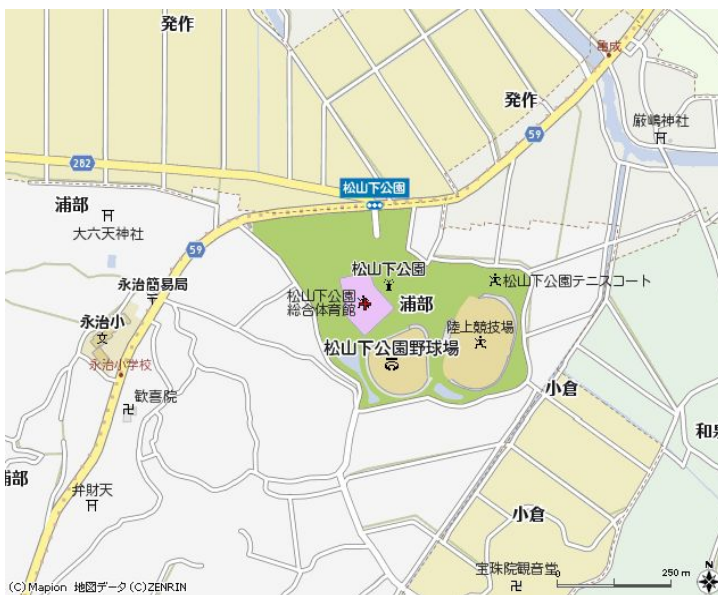 発作
亀成
発作
59
厳嶋神社
282
松山下公園
浦部
大六天神社
59
松山下公園
松山下公園テニスコート
永治簡易局
松山下公園
総合体育館
浦部
永治小
陸上競技場
松山下公園野球場
永治小学校
小倉
歓喜院
和泉
浦部
弁財天
小倉
宝珠院観音堂
0
250 m
(C)Mapion 地図データ(C)ZENRIN